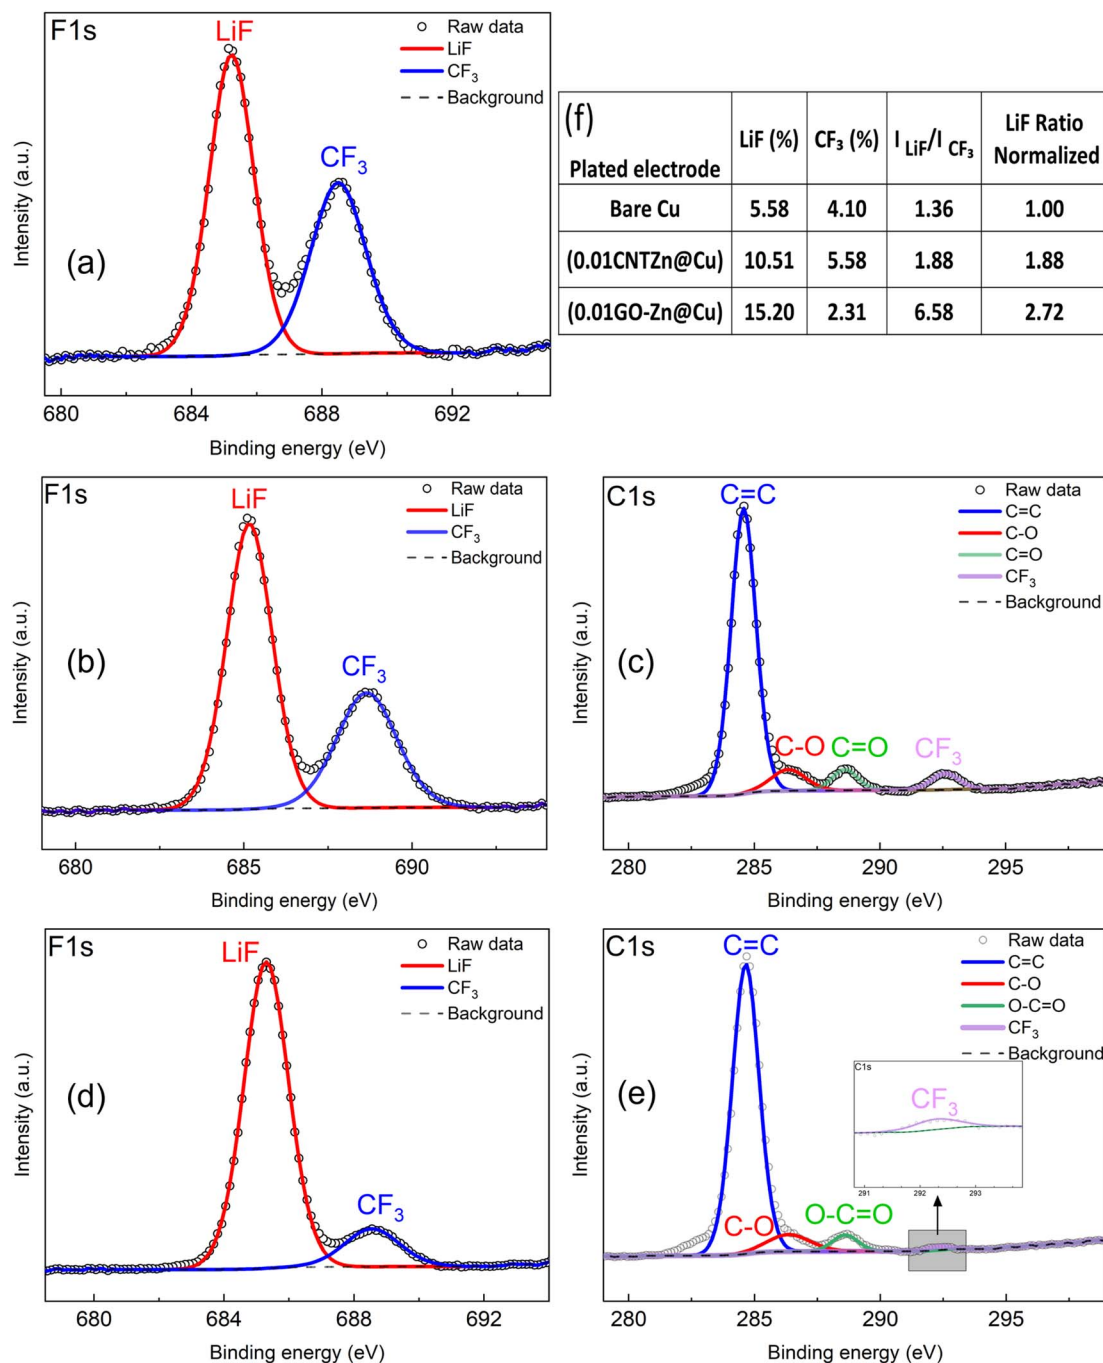 F1s
LiF
CF₃
Raw data
LiF
CF₃
Background
(a)
Intensity (a.u.)
680 684 688 692
Binding energy (eV)
(f)
Plated electrode LiF (%) CF₃ (%) I LiF/I CF₃ LiF Ratio Normalized
Bare Cu 5.58 4.10 1.36 1.00
(0.01CNTZn@Cu) 10.51 5.58 1.88 1.88
(0.01GO-Zn@Cu) 15.20 2.31 6.58 2.72
F1s
LiF
CF₃
Raw data
LiF
CF₃
Background
(b)
Intensity (a.u.)
680 685 690
Binding energy (eV)
C1s
C=C
C-O
C=O
CF₃
Raw data
C=C
C-O
C=O
CF₃
Background
(c)
Intensity (a.u.)
280 285 290 295
Binding energy (eV)
F1s
LiF
CF₃
Raw data
LiF
CF₃
Background
(d)
Intensity (a.u.)
680 684 688 692
Binding energy (eV)
C1s
C=C
C-O
O-C=O
Raw data
C=C
C-O
O-C=O
CF₃
Background
(e)
C1s
CF₃
291 292 293
Intensity (a.u.)
280 285 290 295
Binding energy (eV)